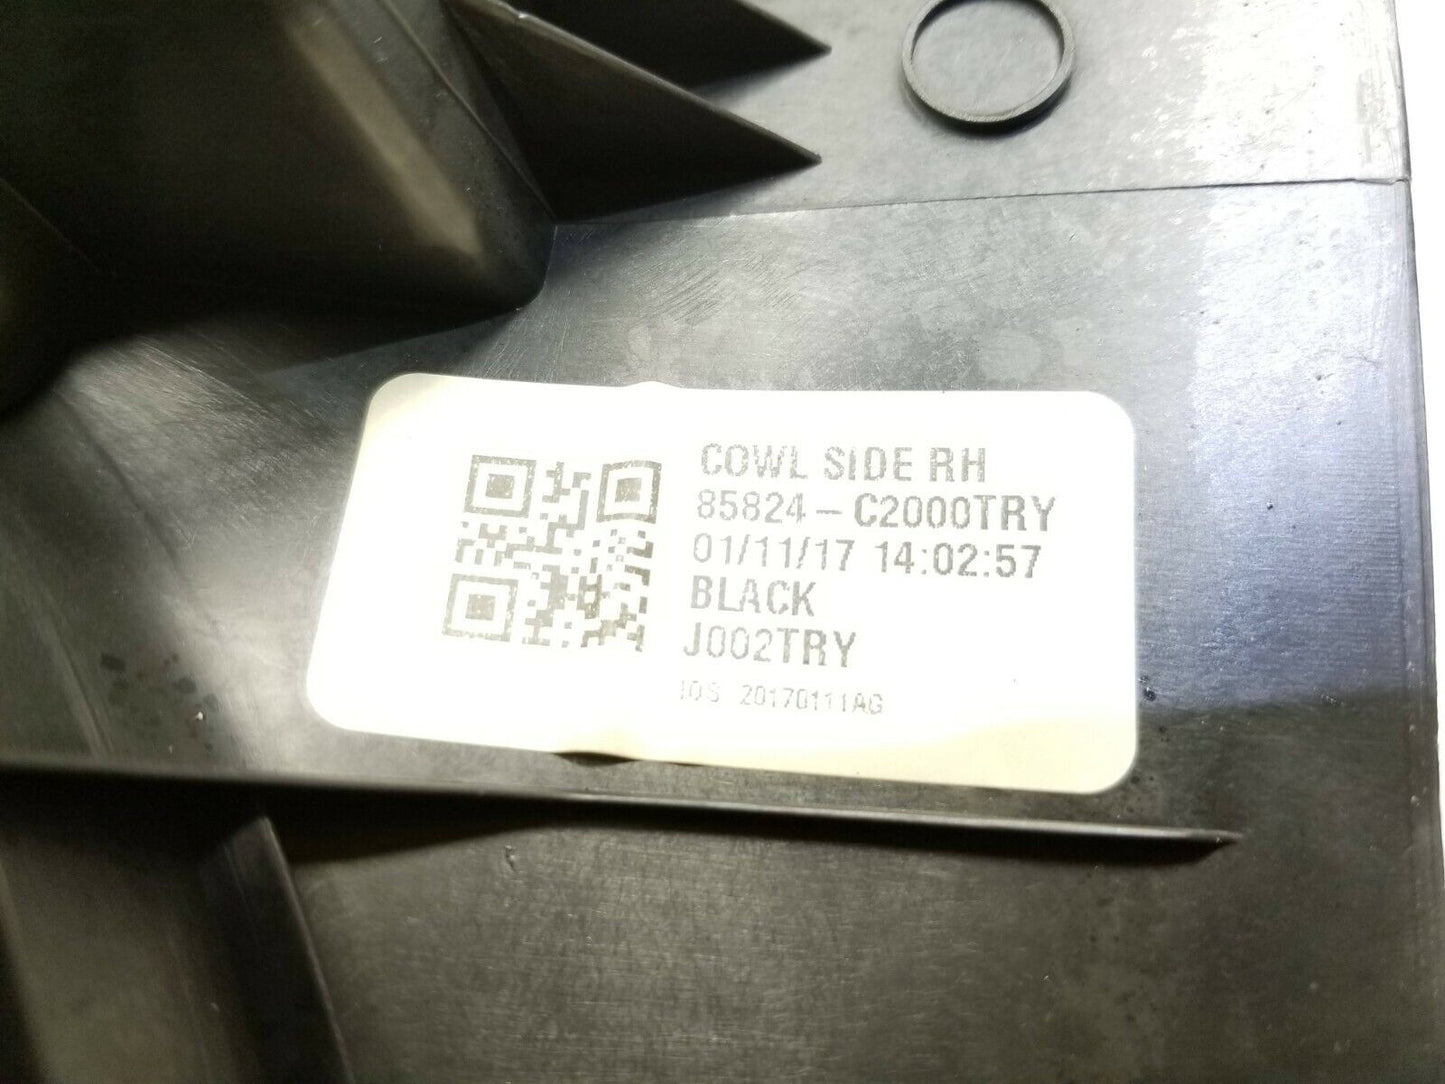 COWL SIDE RH
85824-C2000TRY
01/11/17 14:02:57
BLACK
J002TRY
IOS 20170111AG